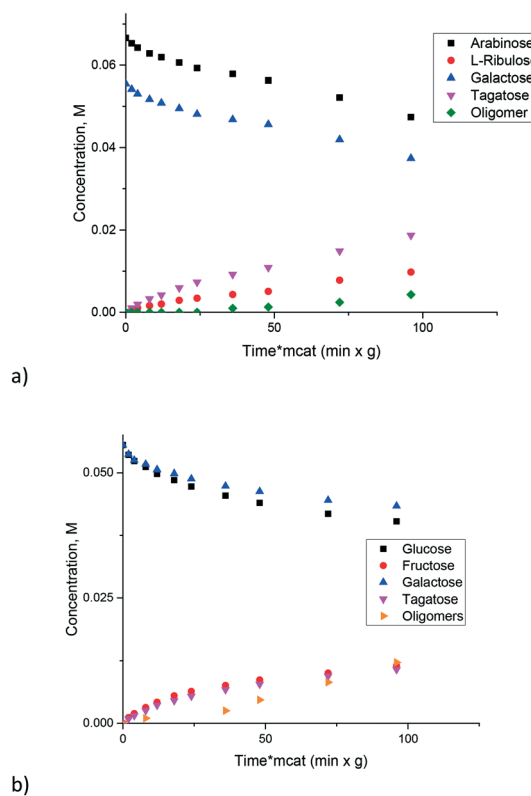 Arabinose
L-Ribulose
Galactose
Tagatose
Oligomer
0.06
0.04
0.02
0.00
Concentration, M
0
50
100
Time*mcat (min x g)
a)
0.050
0.025
0.000
Concentration, M
Glucose
Fructose
Galactose
Tagatose
Oligomers
0
50
100
Time*mcat (min x g)
b)